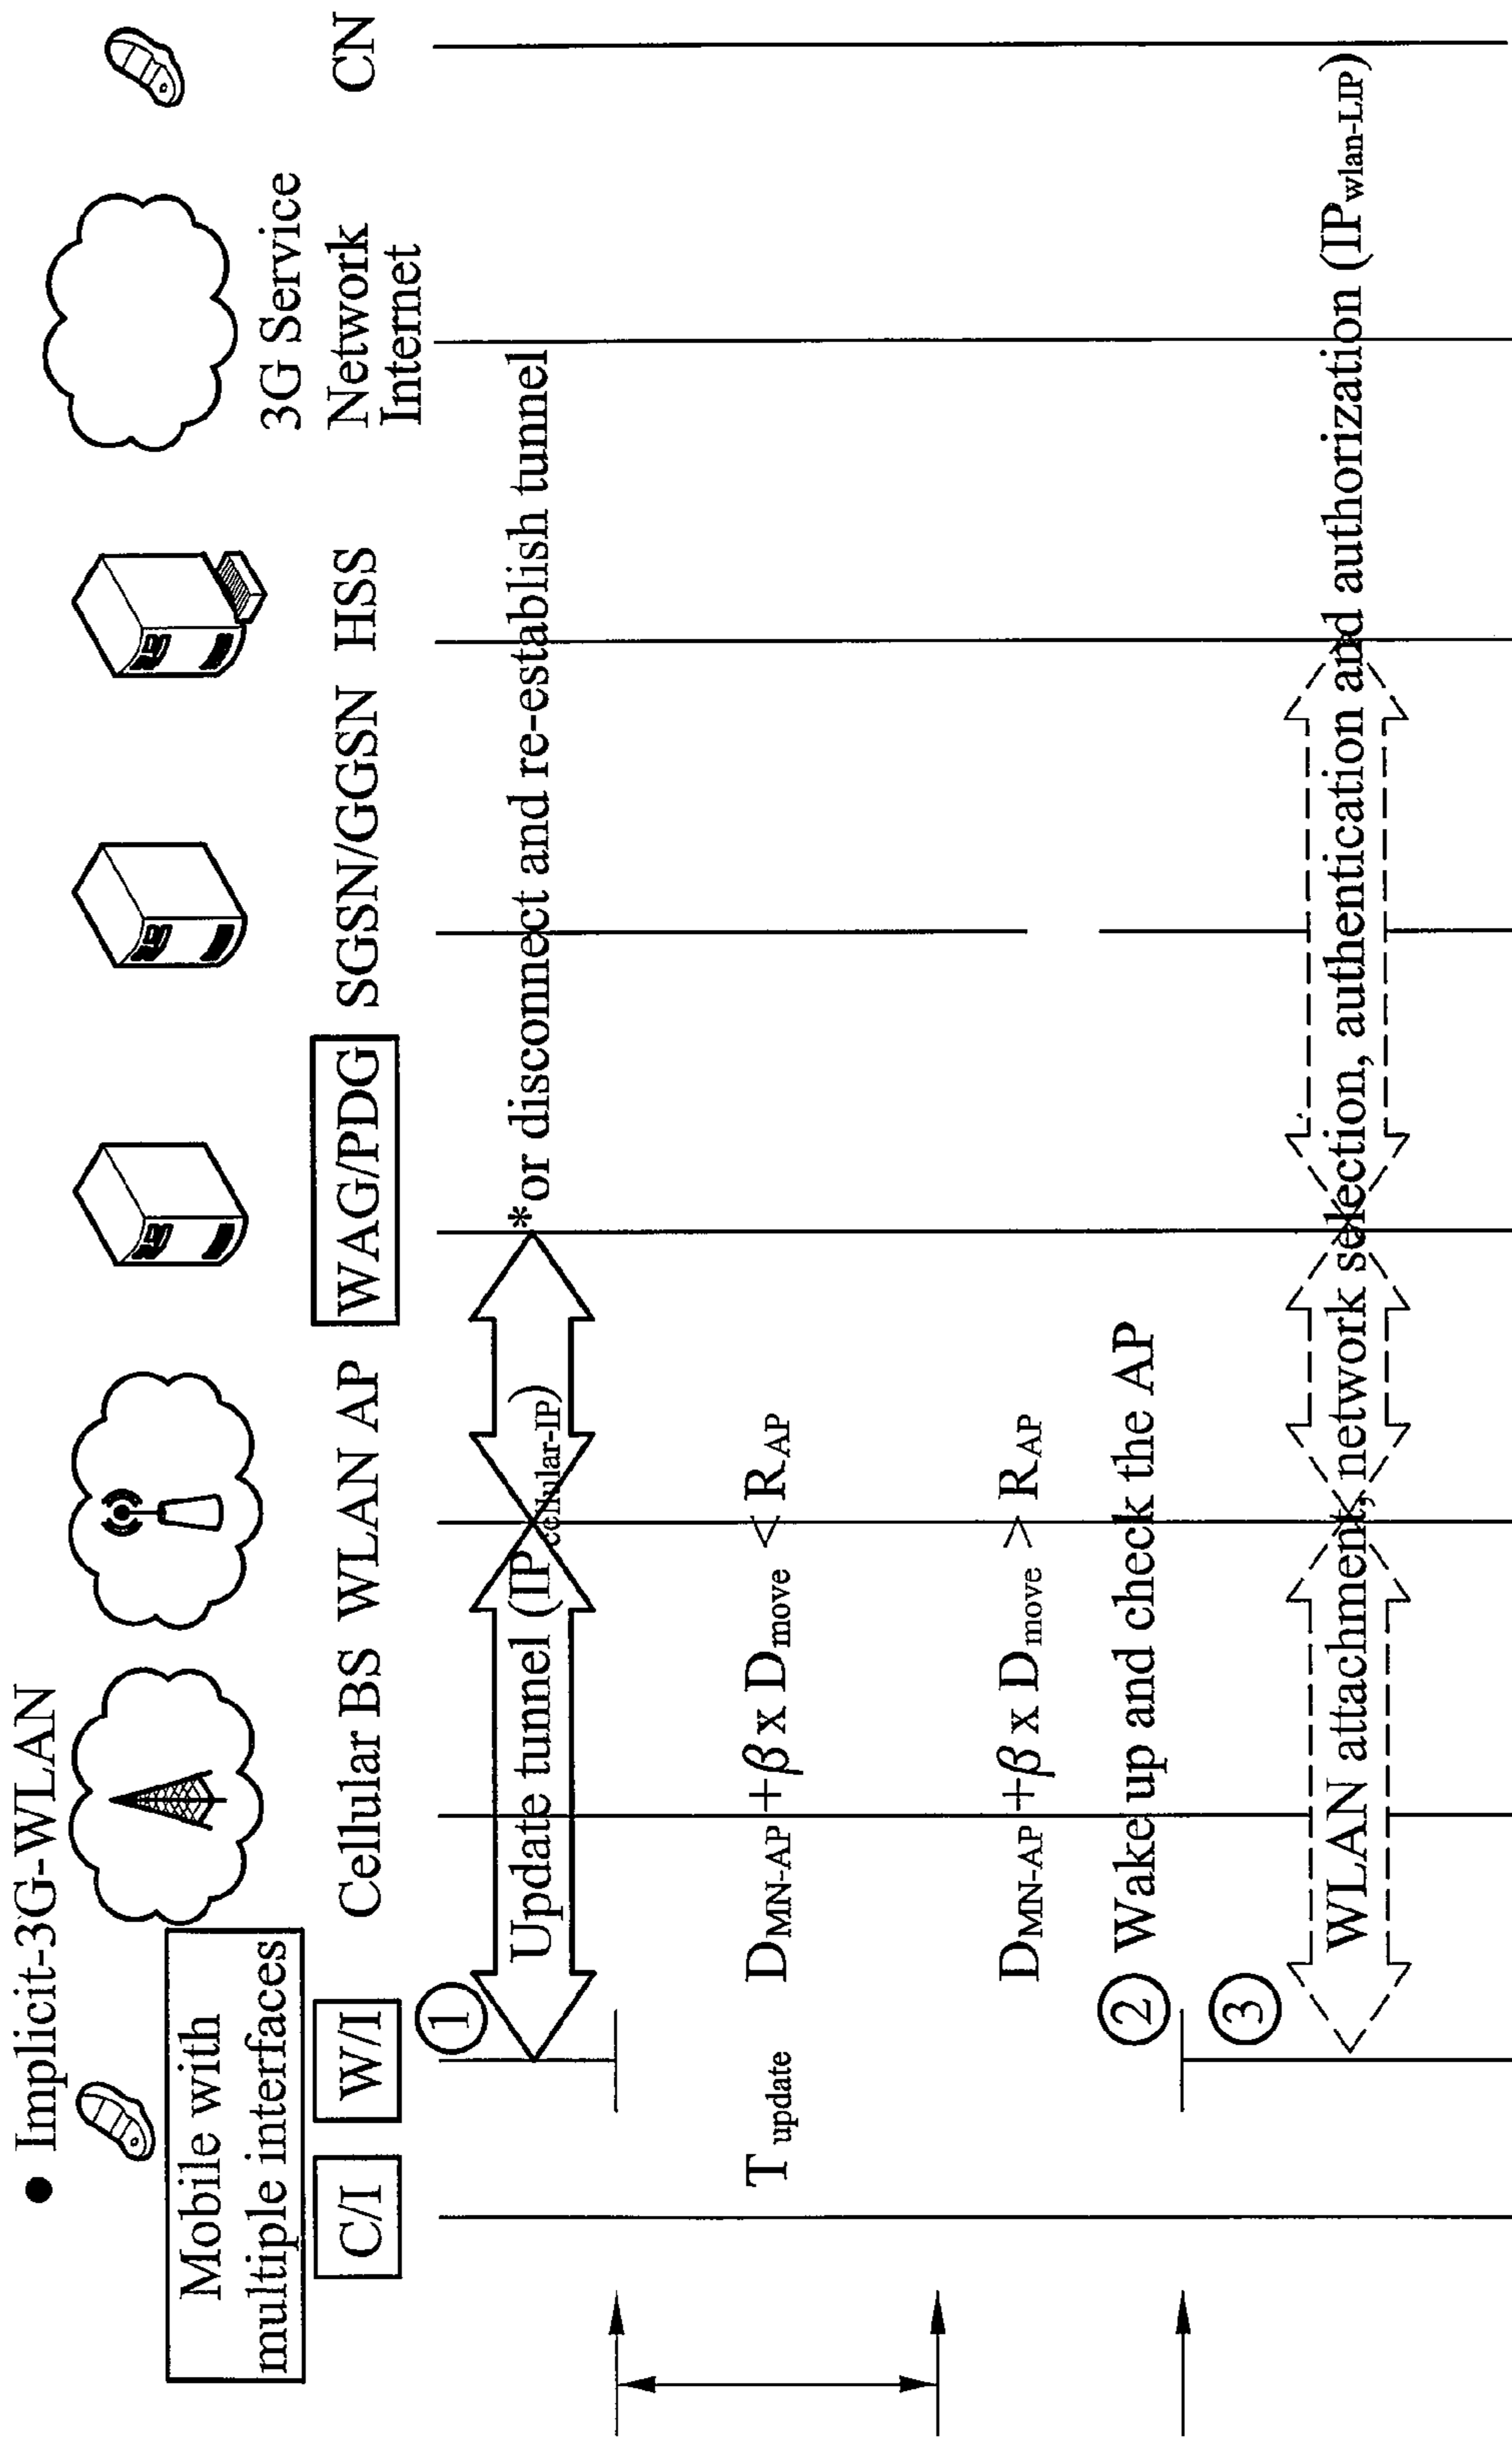 ● Implicit-3G-WLAN
Mobile with
multiple interfaces
C/I
W/I
Cellular BS
WLAN AP
WAG/PDG
SGSN/GGSN
HSS
3G Service
Network
Internet
CN
①
Update tunnel (IPcellular-IP)
*or disconnect and re-establish tunnel
T update
DMN-AP +β x Dmove < RAP
DMN-AP +β x Dmove > RAP
② Wake up and check the AP
③
WLAN attachment, network selection, authentication and authorization (IPwlan-LIP)